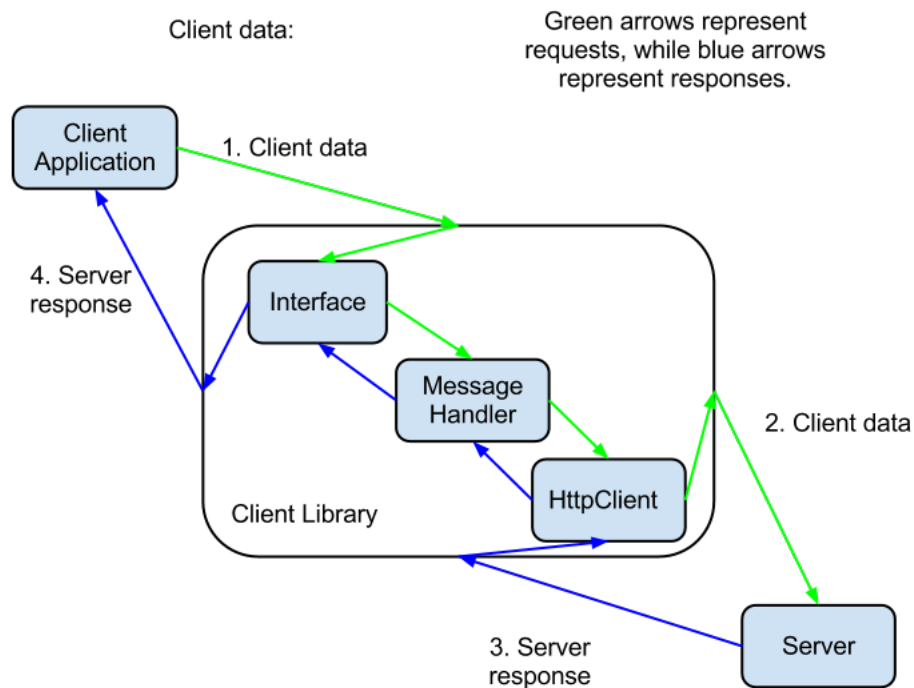 Client data:
Green arrows represent
requests, while blue arrows
represent responses.
Client
Application
1. Client data
4. Server
response
Interface
Message
Handler
2. Client data
HttpClient
Client Library
Server
3. Server
response